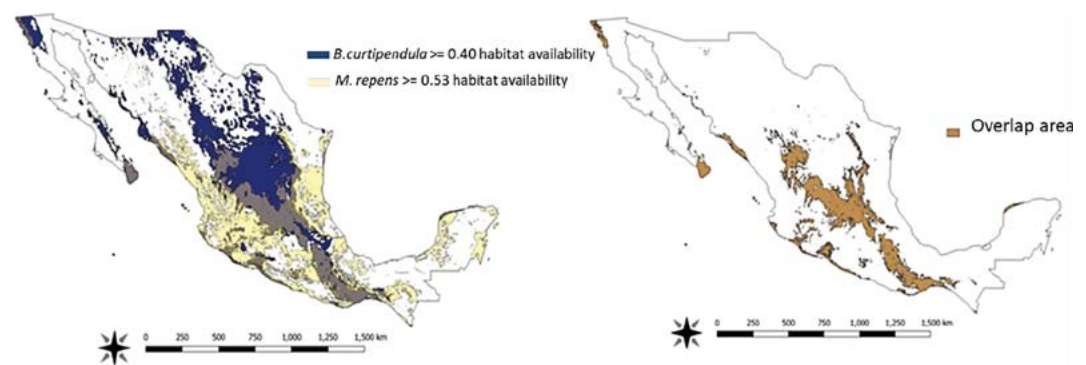 B.curtipendula >= 0.40 habitat availability
M. repens >= 0.53 habitat availability
Overlap area
0 250 500 750 1,000 1,250 1,500 km
0 250 500 750 1,000 1,250 1,500 km